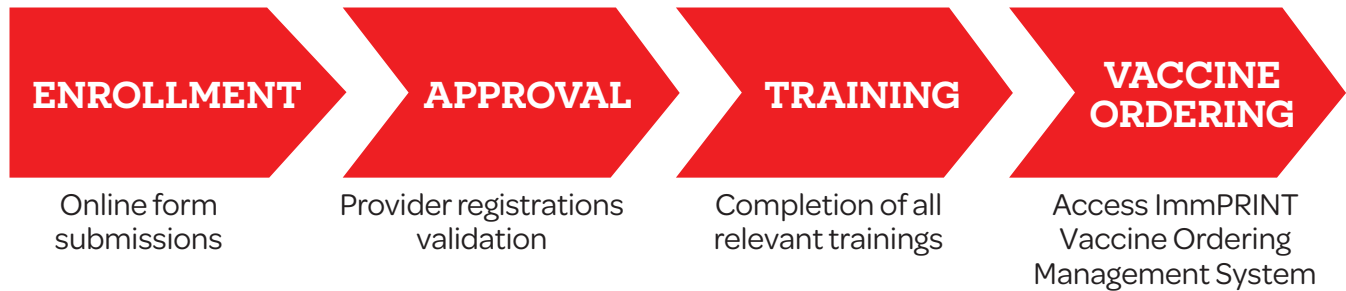 ENROLLMENT
Online form
submissions
APPROVAL
Provider registrations
validation
TRAINING
Completion of all
relevant trainings
VACCINE
ORDERING
Access ImmPRINT
Vaccine Ordering
Management System